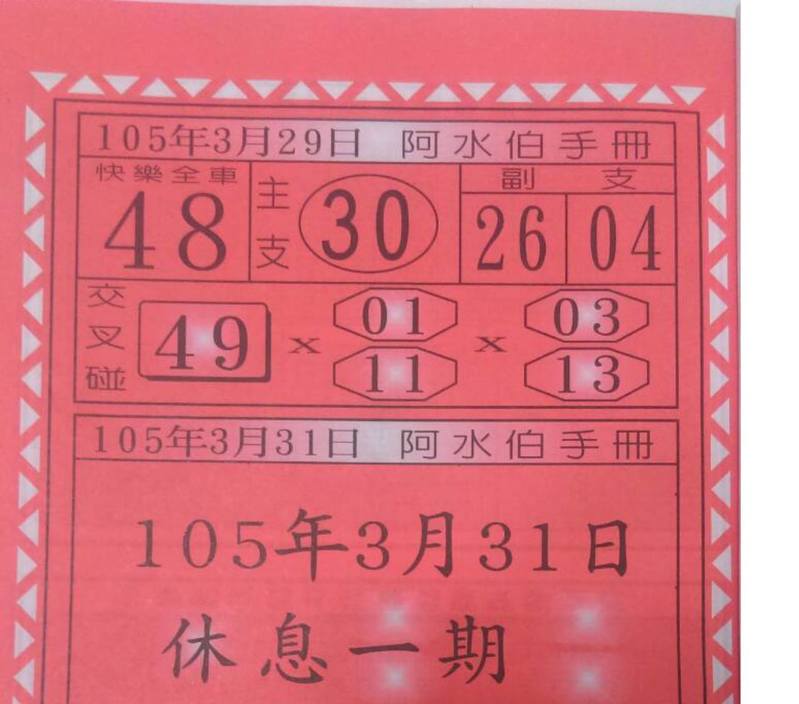 105年3月29日 阿水伯手冊
快樂全車 主支 副支
48 30 26 04
交叉碰 49 x 01 x 03
11 13
105年3月31日 阿水伯手冊
105年3月31日
休息一期